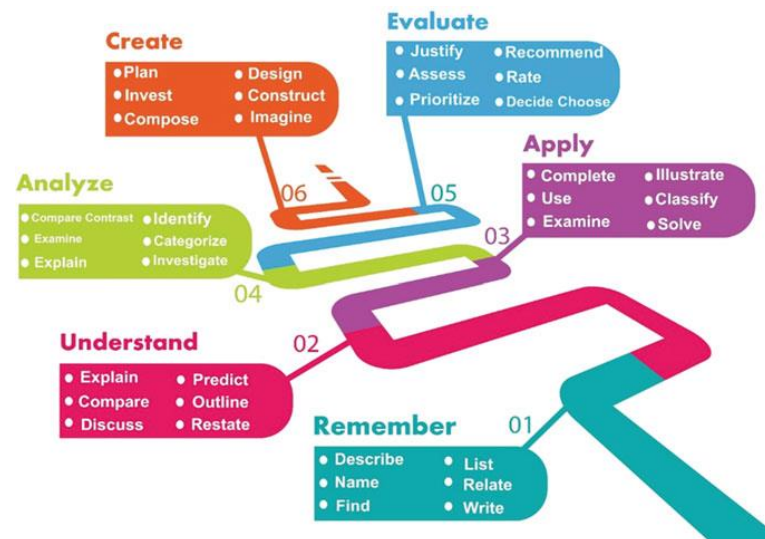 Evaluate
Justify
Recommend
Assess
Rate
Prioritize
Decide Choose
05
Create
Plan
Design
Invest
Construct
Compose
Imagine
06
Apply
Complete
Illustrate
Use
Classify
Examine
Solve
03
Analyze
Compare Contrast
Identify
Examine
Categorize
Explain
Investigate
04
Understand
Explain
Predict
Compare
Outline
Discuss
Restate
02
Remember
Describe
List
Name
Relate
Find
Write
01